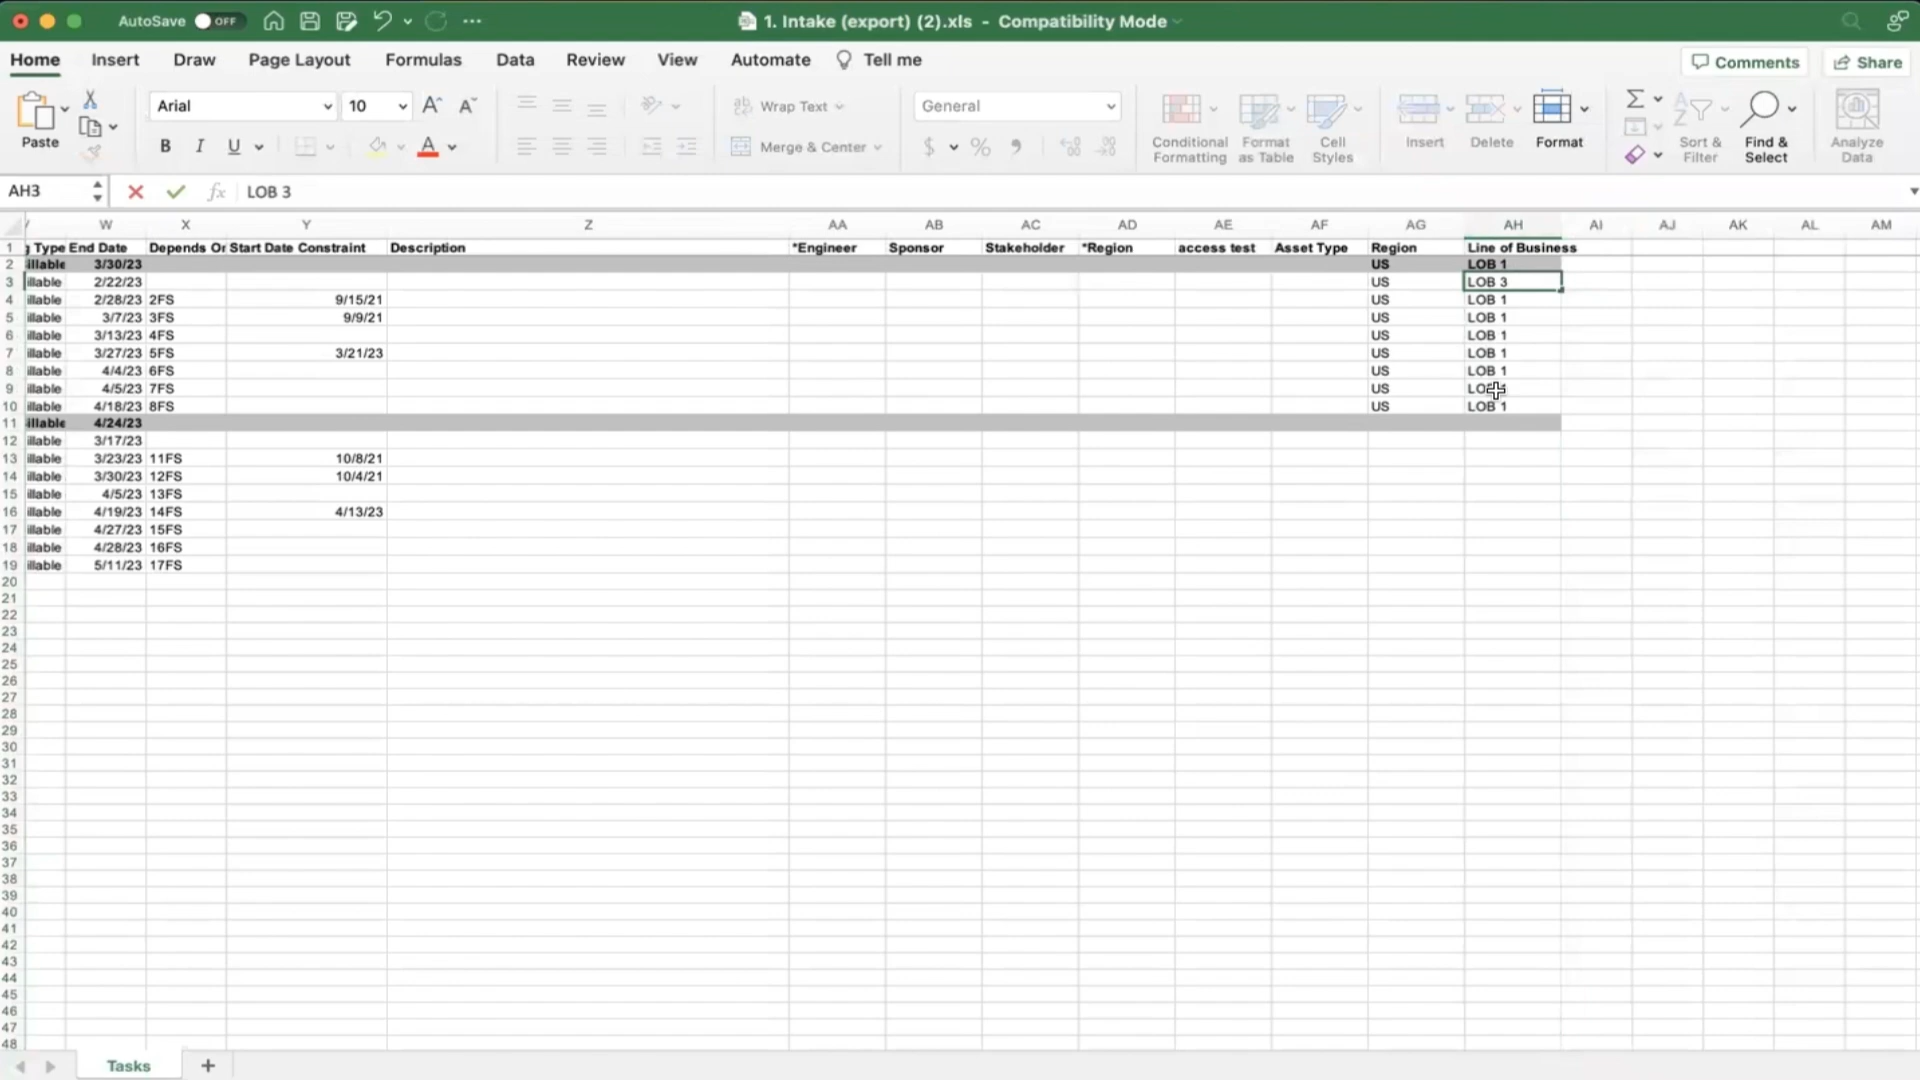 AutoSave OFF ... 1. Intake (export) (2).xls - Compatibility Mode
Home Insert Draw Page Layout Formulas Data Review View Automate Tell me Comments Share
Paste Arial 10 A A Wrap Text General Conditional Formatting Format as Table Cell Styles Insert Delete Format Sort & Filter Find & Select Analyze Data
B I U A Merge & Center $ %
AH3 fx LOB 3
W X Y Z AA AB AC AD AE AF AG AH AI AJ AK AL AM
1 Type End Date Depends On Start Date Constraint Description *Engineer Sponsor Stakeholder *Region access test Asset Type Region Line of Business
2 illable 3/30/23 US LOB 1
3 illable 2/22/23 US LOB 3
4 illable 2/28/23 2FS 9/15/21 US LOB 1
5 illable 3/7/23 3FS 9/9/21 US LOB 1
6 illable 3/13/23 4FS US LOB 1
7 illable 3/27/23 5FS 3/21/23 US LOB 1
8 illable 4/4/23 6FS US LOB 1
9 illable 4/5/23 7FS US
10 illable 4/18/23 8FS US LOB 1
11 illable 4/24/23
12 illable 3/17/23
13 illable 3/23/23 11FS 10/8/21
14 illable 3/30/23 12FS 10/4/21
15 illable 4/5/23 13FS
16 illable 4/19/23 14FS 4/13/23
17 illable 4/27/23 15FS
18 illable 4/28/23 16FS
19 illable 5/11/23 17FS
20
21
22
23
24
25
26
27
28
29
30
31
32
33
34
35
36
37
38
39
40
41
42
43
44
45
46
47
48
Tasks +